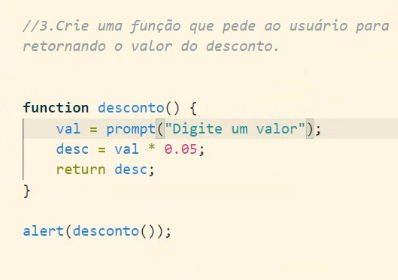 //3.Crie uma função que pede ao usuário para
retornando o valor do desconto.
function desconto() {
val = prompt("Digite um valor");
desc = val * 0.05;
return desc;
}
alert(desconto());